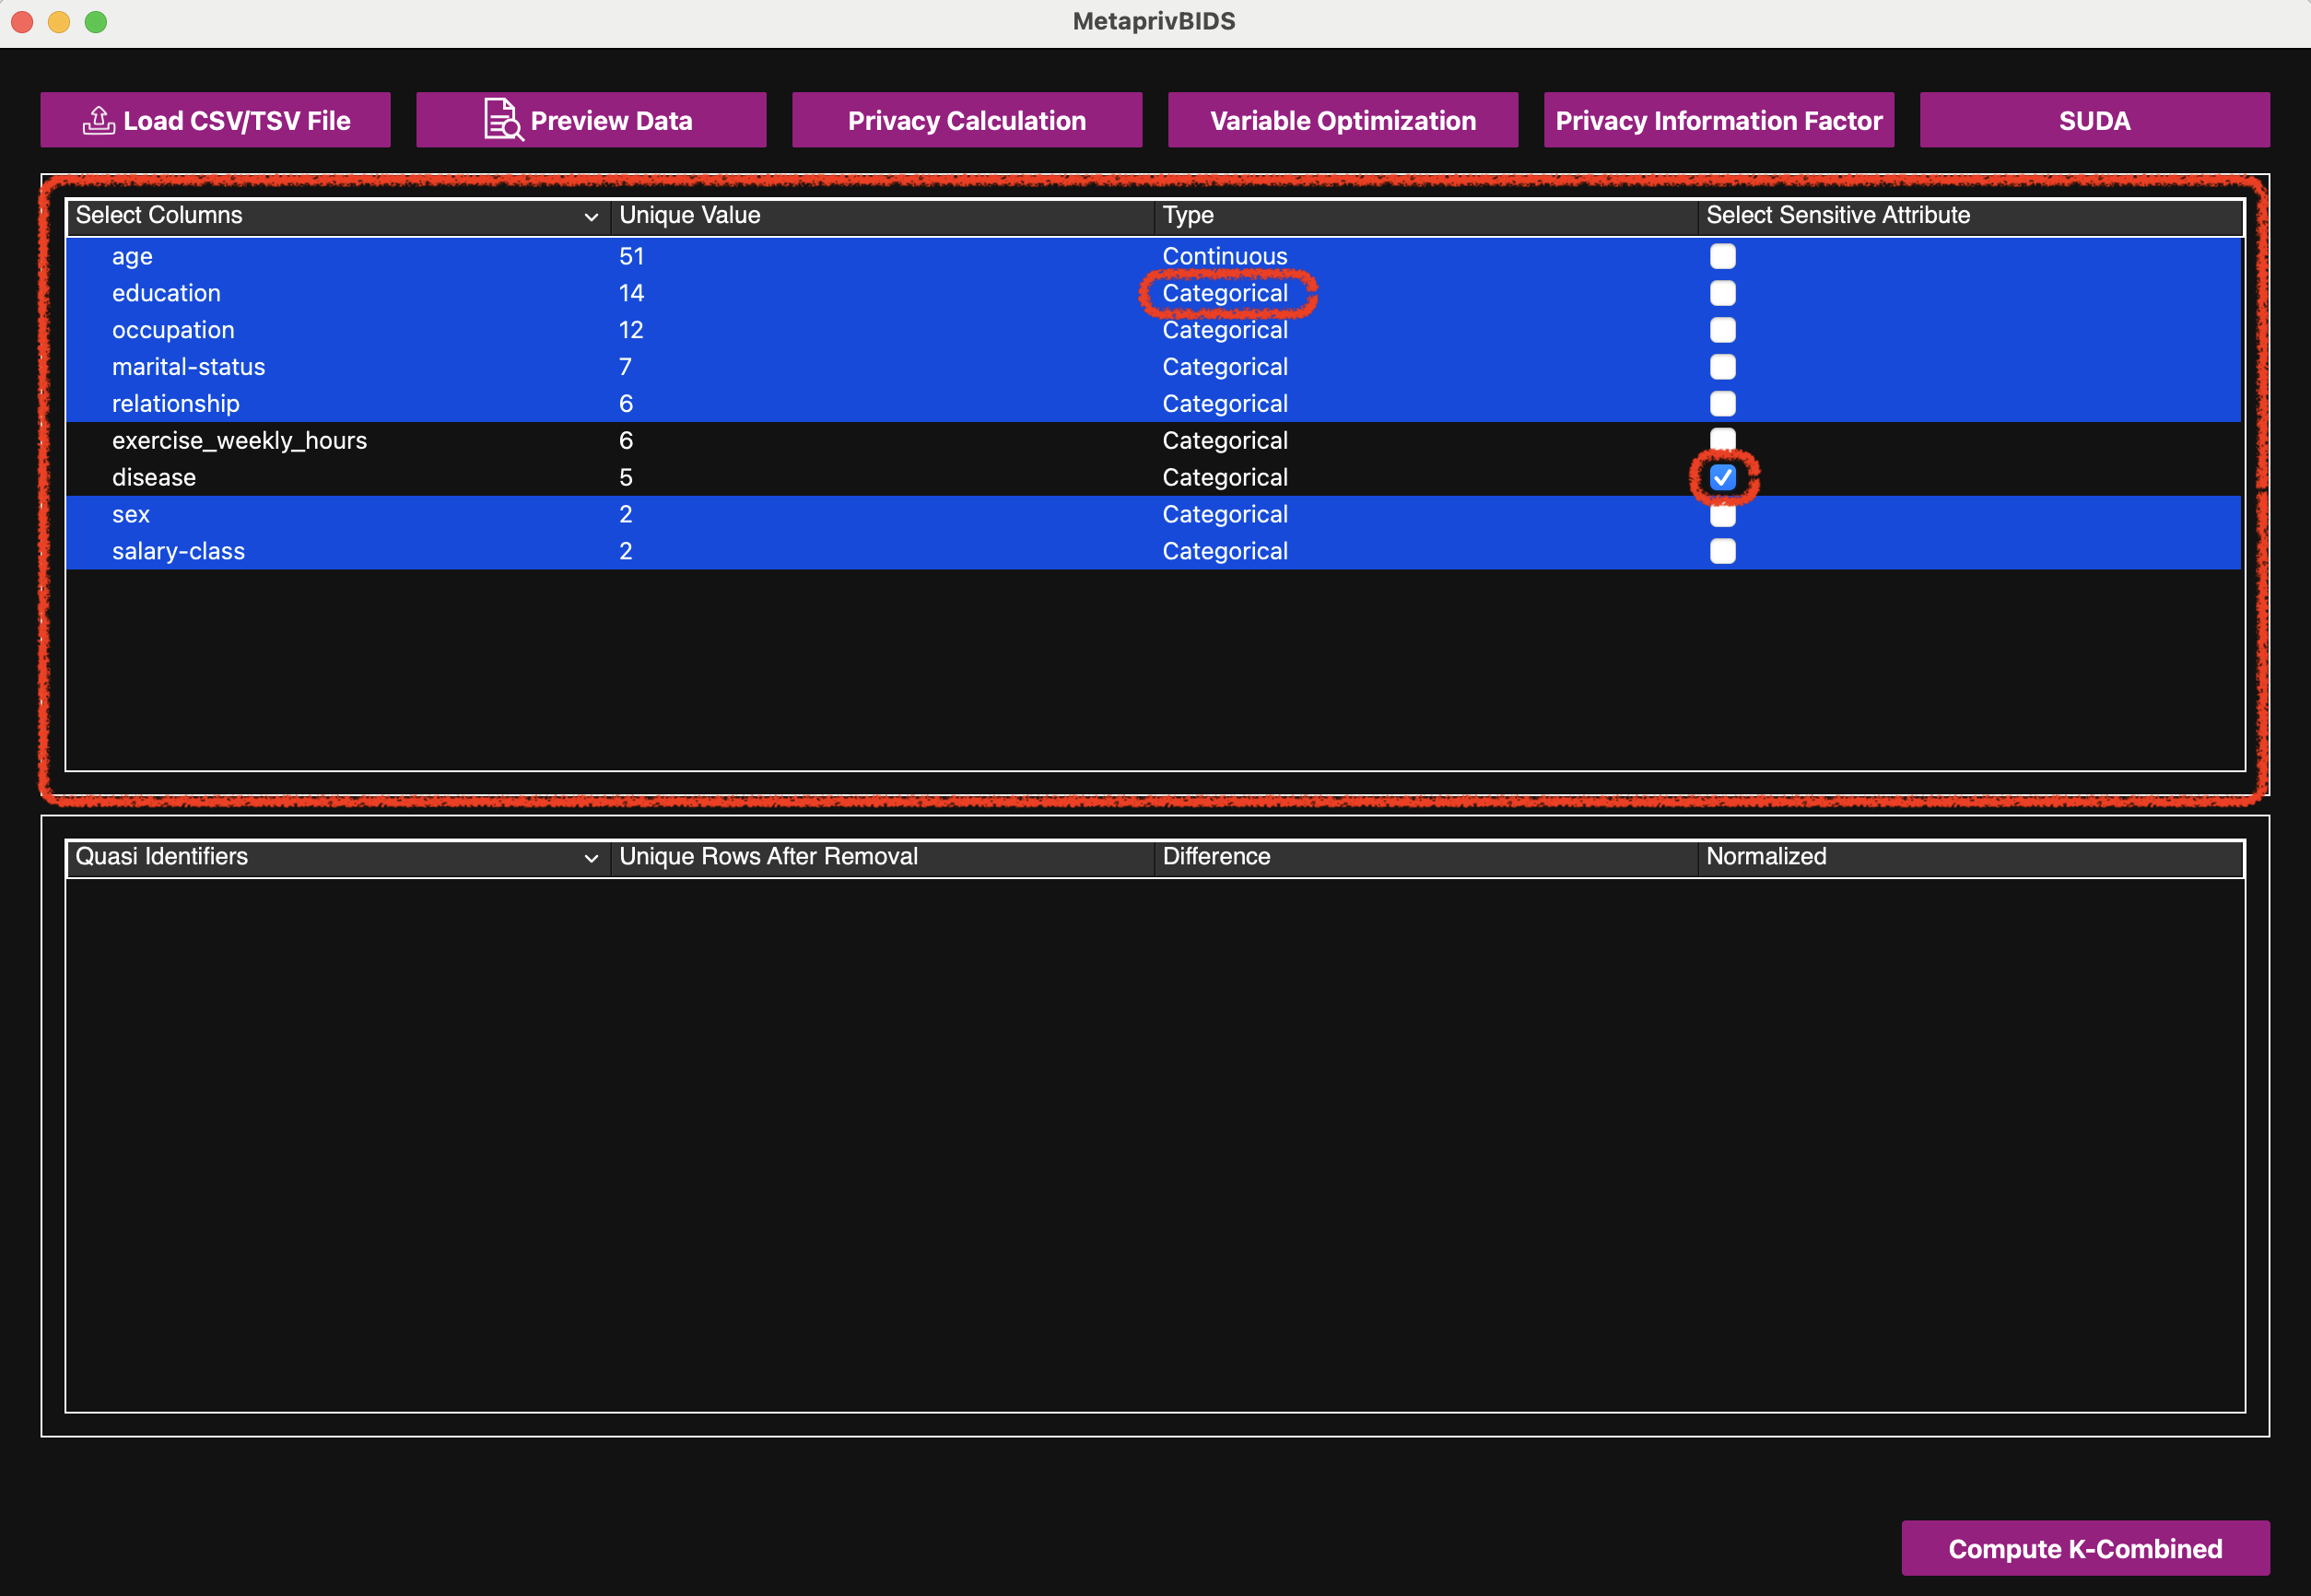 MetaprivBIDS
Load CSV/TSV File Preview Data Privacy Calculation Variable Optimization Privacy Information Factor SUDA
Select Columns Unique Value Type Select Sensitive Attribute
age 51 Continuous
education 14 Categorical
occupation 12 Categorical
marital-status 7 Categorical
relationship 6 Categorical
exercise_weekly_hours 6 Categorical
disease 5 Categorical
sex 2 Categorical
salary-class 2 Categorical
Quasi Identifiers Unique Rows After Removal Difference Normalized
Compute K-Combined